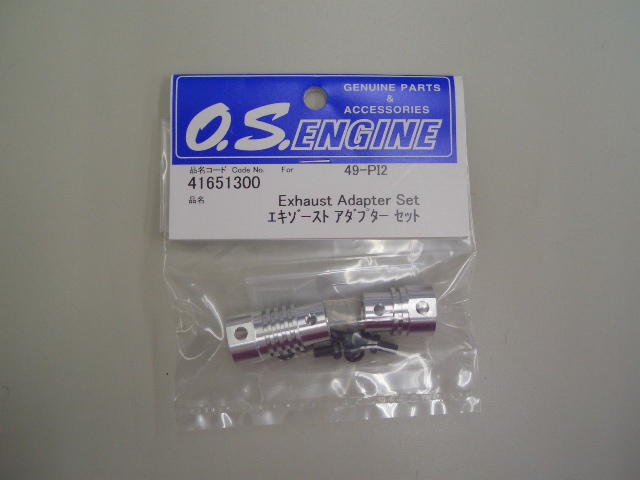 GENUINE PARTS
&
ACCESSORIES
O.S.ENGINE
品名コード Code No. For 49-PI2
41651300
品名 Exhaust Adapter Set
エキゾースト アダプター セット